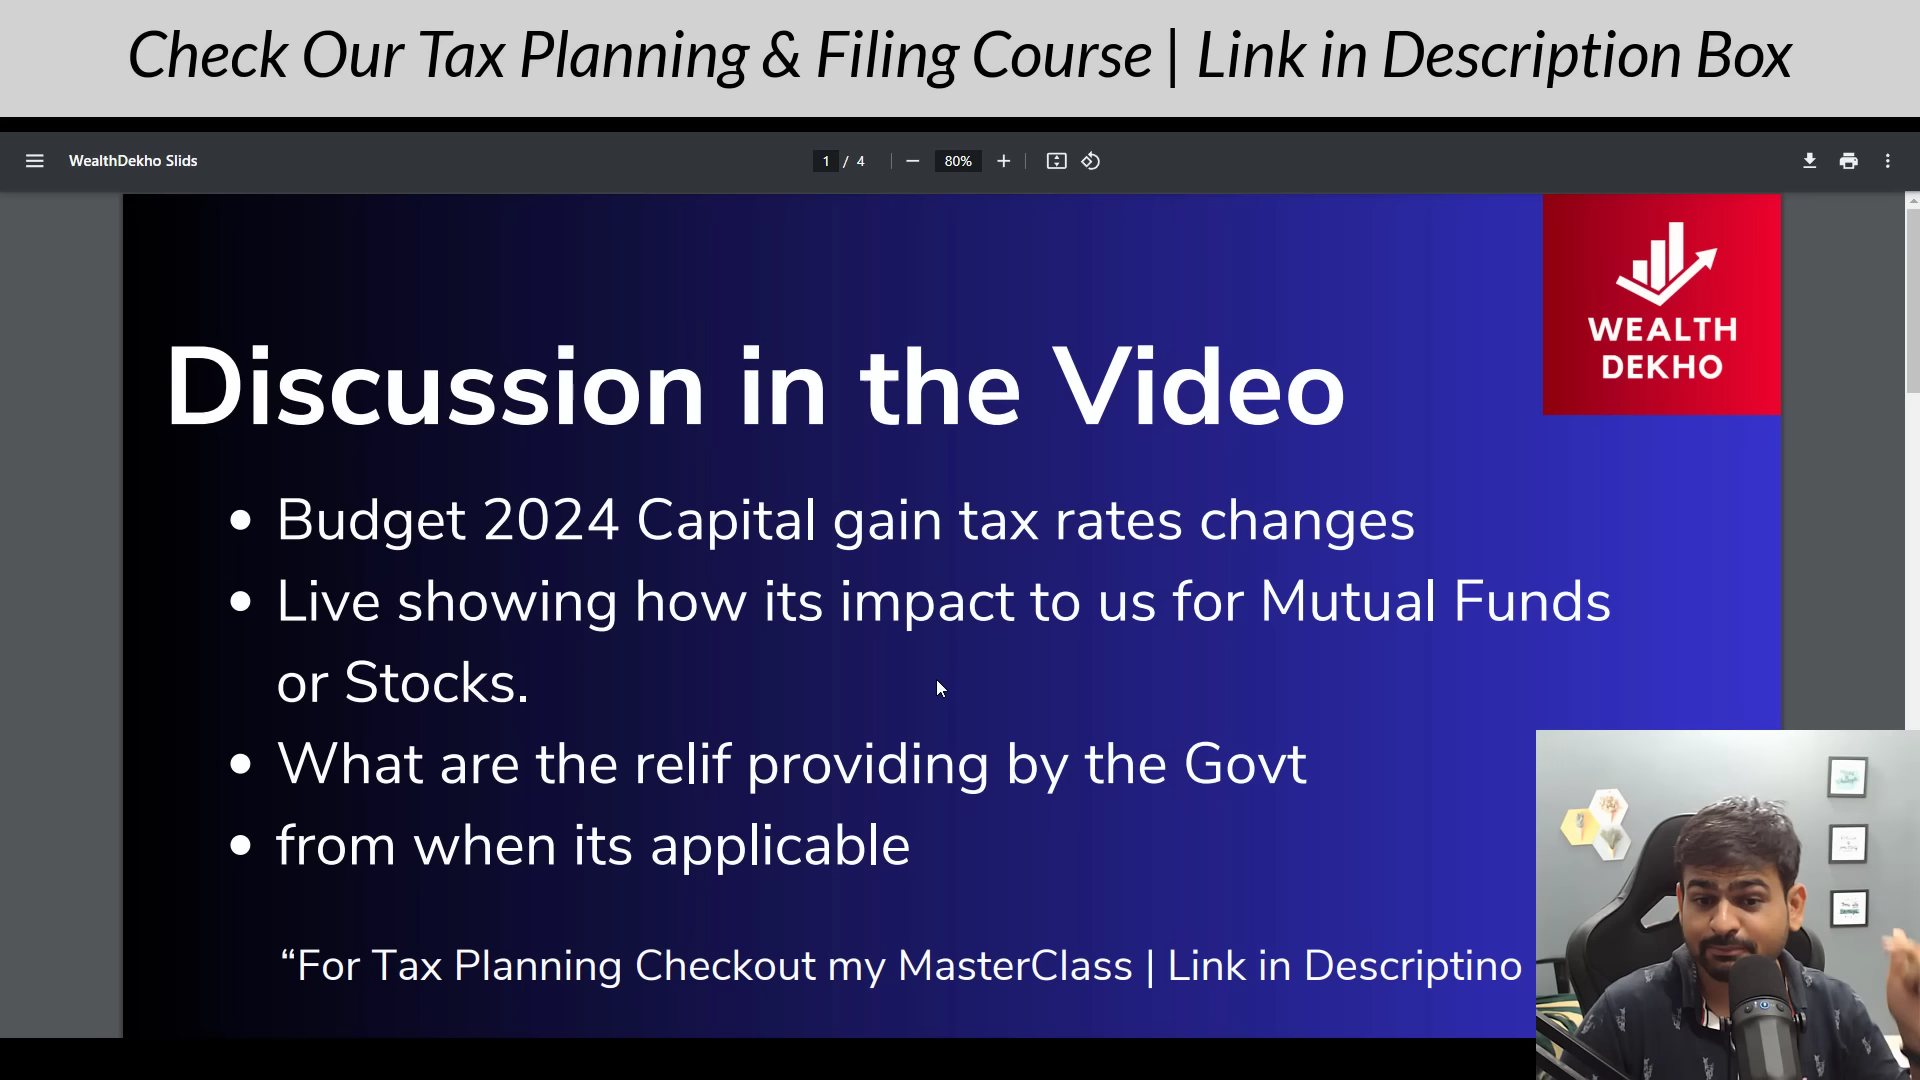 Check Our Tax Planning & Filing Course | Link in Description Box
WealthDekho Slids
1 / 4
80%
WEALTH
DEKHO
Discussion in the Video
• Budget 2024 Capital gain tax rates changes
• Live showing how its impact to us for Mutual Funds
or Stocks.
• What are the relif providing by the Govt
• from when its applicable
“For Tax Planning Checkout my MasterClass | Link in Descriptino